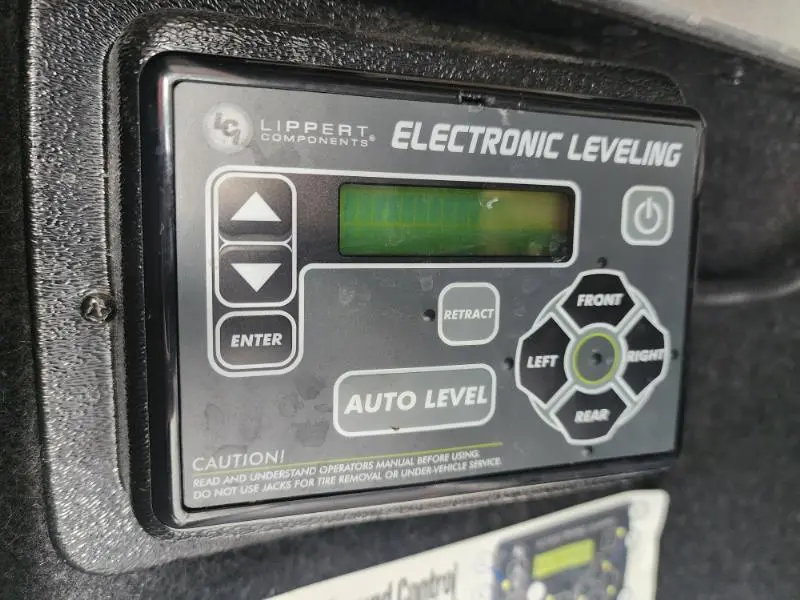 LCI LIPPERT COMPONENTS® ELECTRONIC LEVELING
ENTER
RETRACT
AUTO LEVEL
FRONT
LEFT
RIGHT
REAR
CAUTION!
READ AND UNDERSTAND OPERATORS MANUAL BEFORE USING.
DO NOT USE JACKS FOR TIRE REMOVAL OR UNDER-VEHICLE SERVICE.
Control